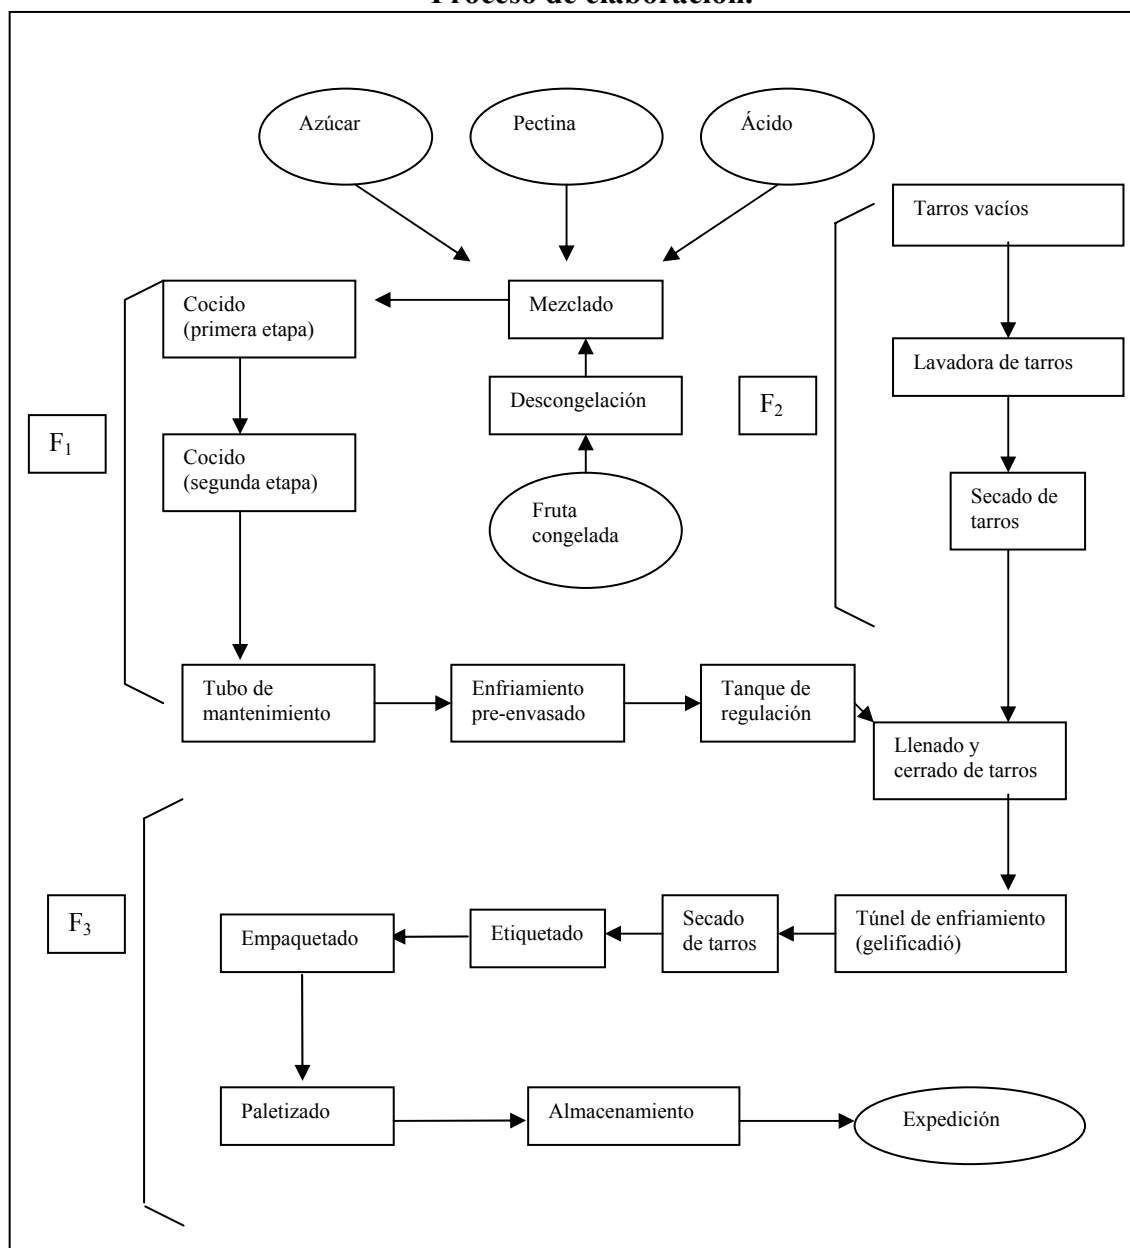 Proceso de elaboración.
Azúcar
Pectina
Ácido
Tarros vacíos
Cocido
(primera etapa)
Mezclado
Lavadora de tarros
Descongelación
F₂
F₁
Cocido
(segunda etapa)
Fruta
congelada
Secado de
tarros
Tubo de
mantenimiento
Enfriamiento
pre-envasado
Tanque de
regulación
Llenado y
cerrado de tarros
F₃
Empaquetado
Etiquetado
Secado
de tarros
Túnel de enfriamiento
(gelificadió)
Paletizado
Almacenamiento
Expedición